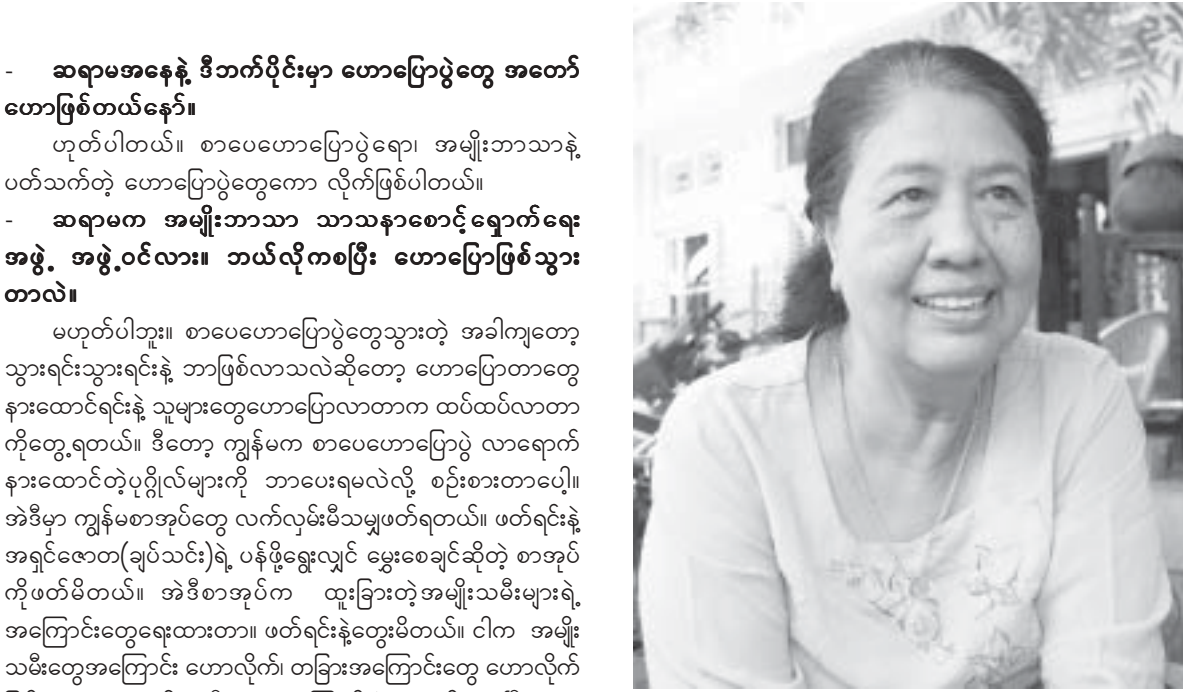 - ဆရာမအနေနဲ့ ဒီဘက်ပိုင်းမှာ ဟောပြောပွဲတွေ အတော်
ဟောဖြစ်တယ်နော်။
ဟုတ်ပါတယ်။ စာပေဟောပြောပွဲရော၊ အမျိုးဘာသာနဲ့
ပတ်သက်တဲ့ ဟောပြောပွဲတွေကော လိုက်ဖြစ်ပါတယ်။
- ဆရာမက အမျိုးဘာသာ သာသနာစောင့်ရှောက်ရေး
အဖွဲ့ အဖွဲ့ဝင်လား။ ဘယ်လိုကစပြီး ဟောပြောဖြစ်သွား
တာလဲ။
မဟုတ်ပါဘူး။ စာပေဟောပြောပွဲတွေသွားတဲ့ အခါကျတော့
သွားရင်းသွားရင်းနဲ့ ဘာဖြစ်လာသလဲဆိုတော့ ဟောပြောတာတွေ
နားထောင်ရင်းနဲ့ သူများတွေဟောပြောလာတာက ထပ်ထပ်လာတာ
ကိုတွေ့ရတယ်။ ဒီတော့ ကျွန်မက စာပေဟောပြောပွဲ လာရောက်
နားထောင်တဲ့ပုဂ္ဂိုလ်များကို ဘာပေးရမလဲလို့ စဉ်းစားတာပေါ့။
အဲဒီမှာ ကျွန်မစာအုပ်တွေ လက်လှမ်းမီသမျှဖတ်ရတယ်။ ဖတ်ရင်းနဲ့
အရှင်ဇောတ(ချပ်သင်း)ရဲ့ ပန်ဖို့ရွေးလျှင် မွှေးစေချင်ဆိုတဲ့ စာအုပ်
ကိုဖတ်မိတယ်။ အဲဒီစာအုပ်က ထူးခြားတဲ့အမျိုးသမီးများရဲ့
အကြောင်းတွေရေးထားတာ။ ဖတ်ရင်းနဲ့တွေးမိတယ်။ ငါက အမျိုး
သမီးတွေအကြောင်း ဟောလိုက်၊ တခြားအကြောင်းတွေ ဟောလိုက်